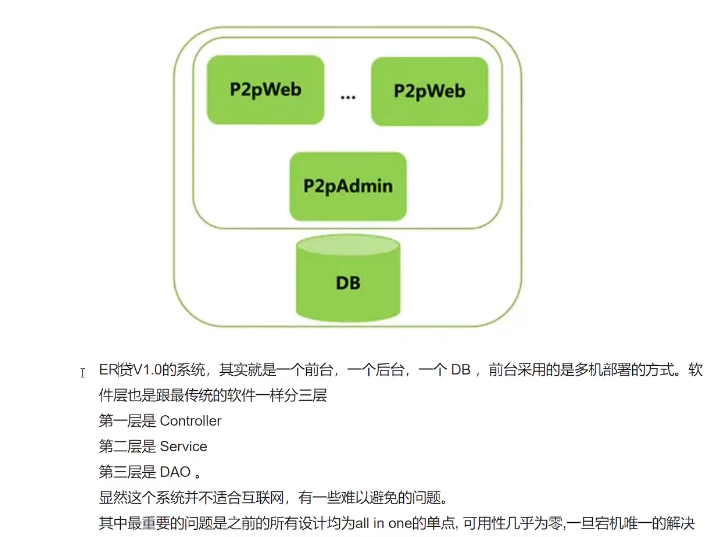 P2pWeb ... P2pWeb
P2pAdmin
DB
ER贷V1.0的系统，其实就是一个前台，一个后台，一个 DB ，前台采用的是多机部署的方式。软
件层也是跟最传统的软件一样分三层
第一层是 Controller
第二层是 Service
第三层是 DAO 。
显然这个系统并不适合互联网，有一些难以避免的问题。
其中最重要的问题是之前的所有设计均为all in one的单点, 可用性几乎为零,一旦宕机唯一的解决